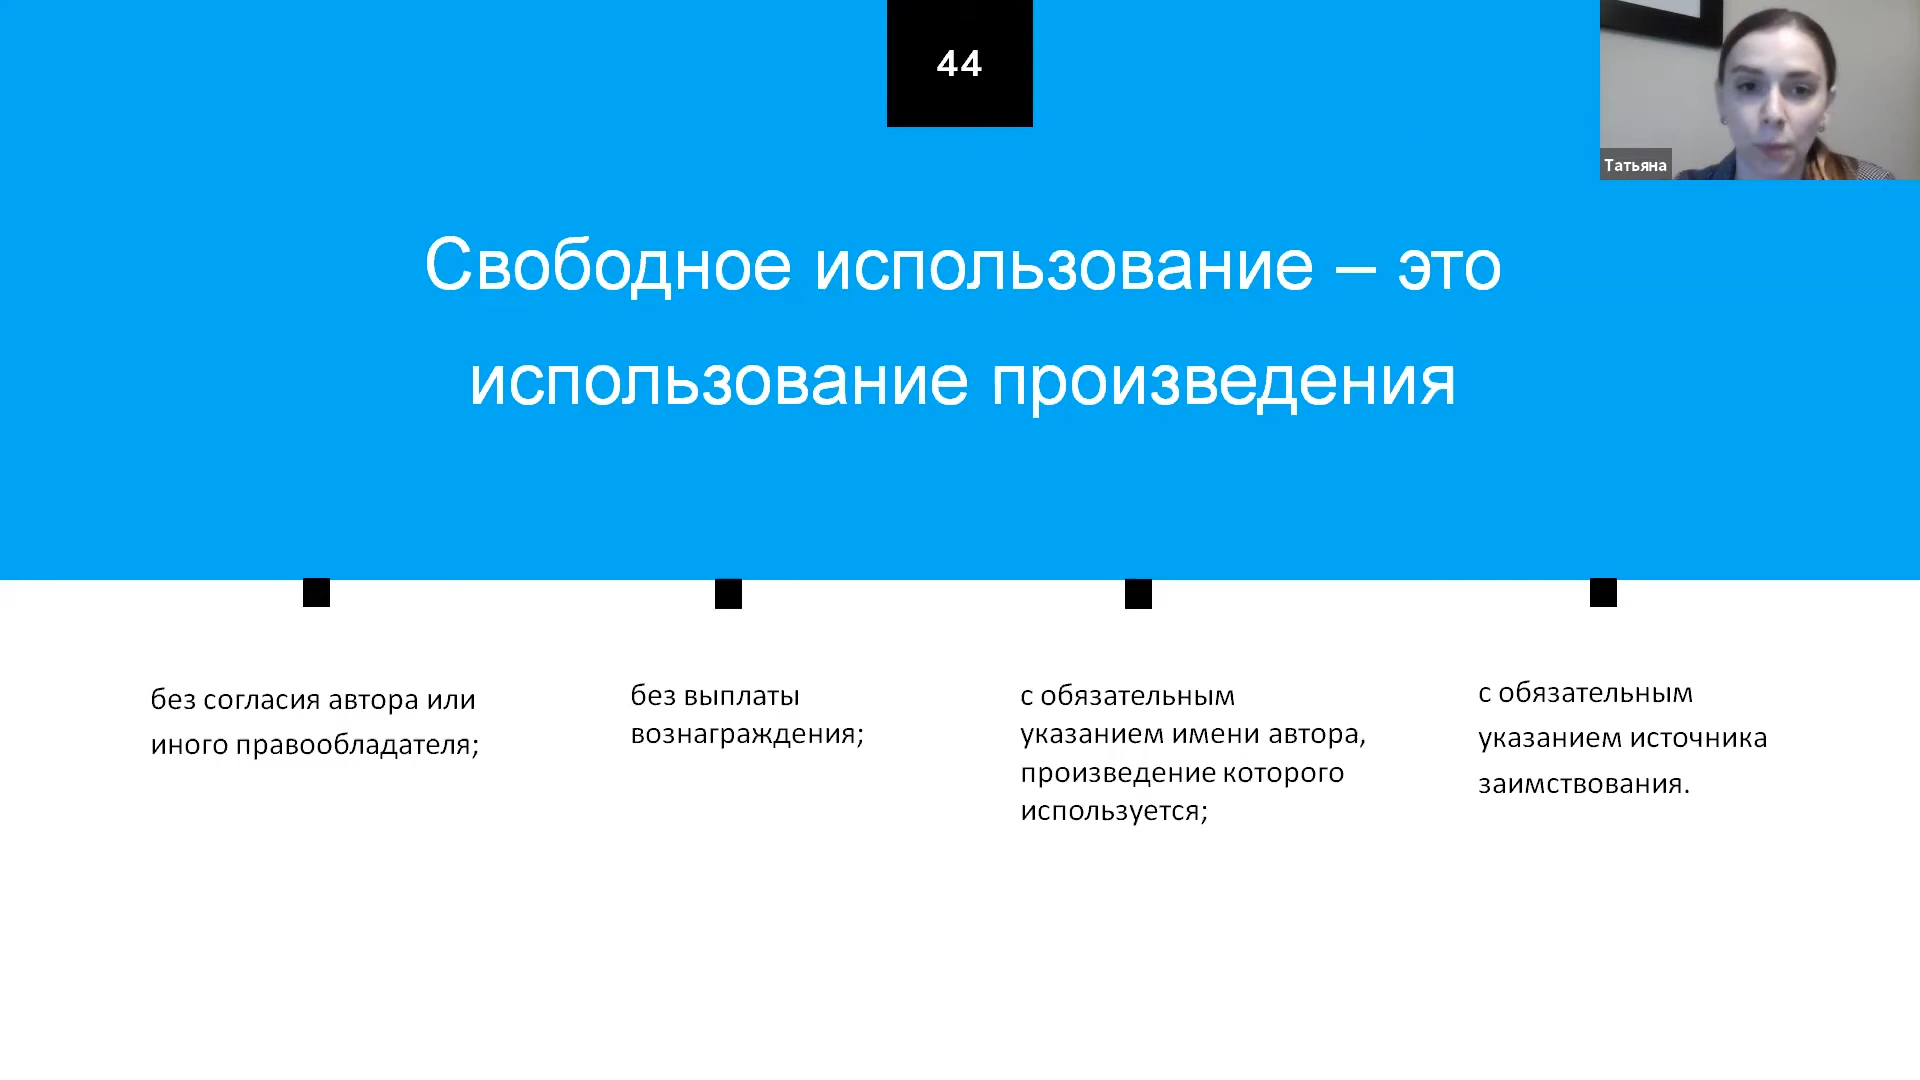 44
Татьяна
Свободное использование – это
использование произведения
без согласия автора или
иного правообладателя;
без выплаты
вознаграждения;
с обязательным
указанием имени автора,
произведение которого
используется;
с обязательным
указанием источника
заимствования.